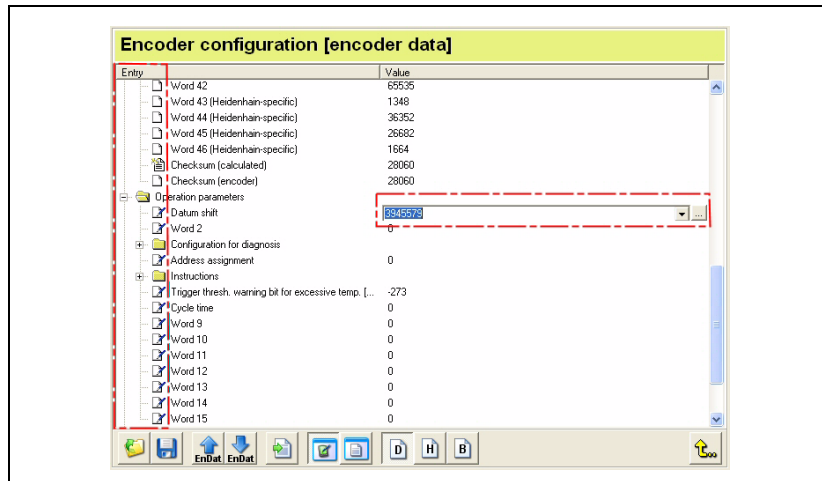 Encoder configuration [encoder data]
Entry Value
Word 42 65535
Word 43 (Heidenhain-specific) 1348
Word 44 (Heidenhain-specific) 36352
Word 45 (Heidenhain-specific) 26682
Word 46 (Heidenhain-specific) 1664
Checksum (calculated) 28060
Checksum (encoder) 28060
Operation parameters
Datum shift 3945579 ...
Word 2 0
Configuration for diagnosis
Address assignment 0
Instructions
Trigger thresh. warning bit for excessive temp. [... -273
Cycle time 0
Word 9 0
Word 10 0
Word 11 0
Word 12 0
Word 13 0
Word 14 0
Word 15 0
EnDat EnDat D H B